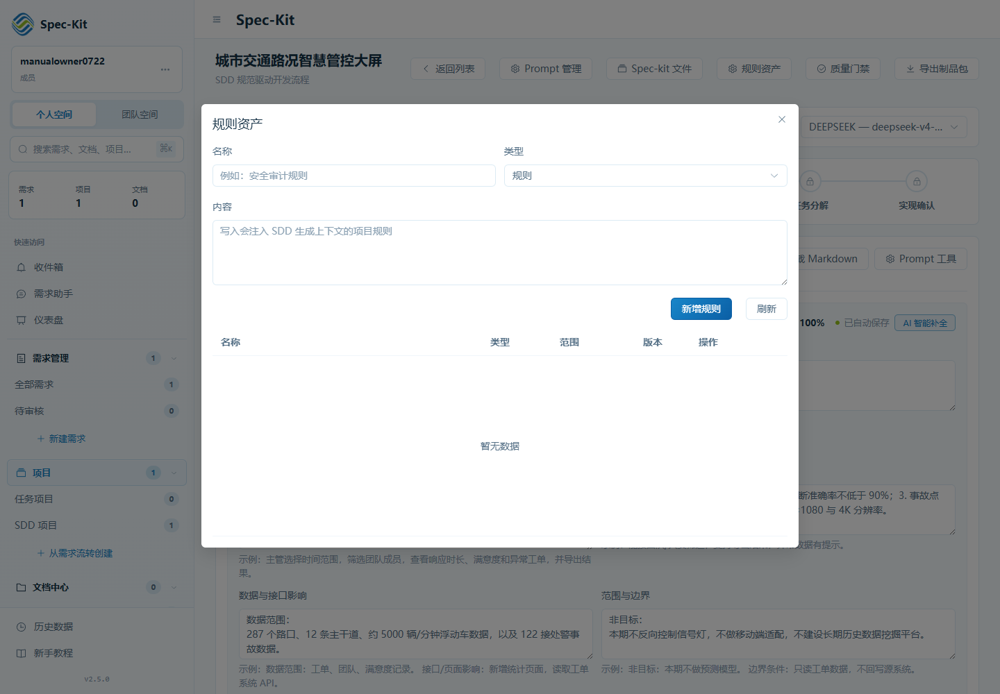 Spec-Kit
manualowner0722
成员
个人空间
团队空间
搜索需求、文档、项目...
⌘K
需求
项目
文档
1
1
0
快速访问
收件箱
需求助手
仪表盘
需求管理
1
全部需求
1
待审核
0
+ 新建需求
项目
1
任务项目
0
SDD 项目
1
+ 从需求流转创建
文档中心
0
历史数据
新手教程
v2.5.0
Spec-Kit
城市交通路况智慧管控大屏
SDD 规范驱动开发流程
返回列表
Prompt 管理
Spec-kit 文件
规则资产
质量门禁
导出制品包
DEEPSEEK — deepseek-v4-...
任务分解
实现确认
载 Markdown
Prompt 工具
100%
已自动保存
AI 智能补全
断准确率不低于 90%；3. 事故点
1080 与 4K 分辨率。
数据有提示。
规则资产
名称
类型
例如：安全审计规则
规则
内容
写入会注入 SDD 生成上下文的项目规则
新增规则
刷新
名称
类型
范围
版本
操作
暂无数据
示例：主管选择时间范围，筛选团队成员，查看响应时长、满意度和异常工单，并导出结
果。
数据与接口影响
范围与边界
数据范围：
287 个路口、12 条主干道、约 5000 辆/分钟浮动车数据，以及 122 接处警事
故数据。
非目标：
本期不反向控制信号灯，不做移动端适配，不建设长期历史数据挖掘平台。
示例：数据范围：工单、团队、满意度记录。 接口/页面影响：新增统计页面，读取工单
系统 API。
示例：非目标：本期不做预测模型。 边界条件：只读工单数据，不回写源系统。